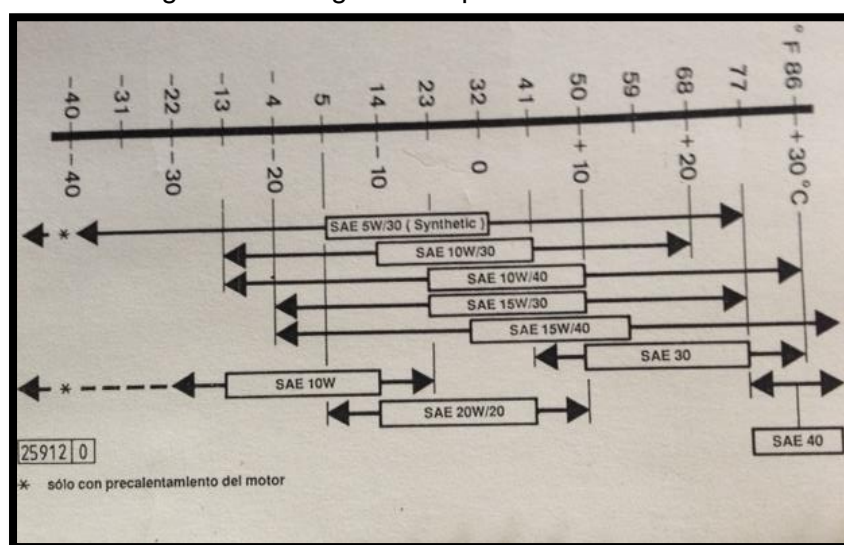 ° F 86 77 68 59 50 41 32 23 14 5 -4 -13 -22 -31 -40
+30 °C +20 +10 0 -10 -20 -30 -40
SAE 5W/30 ( Synthetic )
*
SAE 10W/30
SAE 10W/40
SAE 15W/30
SAE 15W/40
SAE 30
* SAE 10W
SAE 20W/20
SAE 40
25912 0
* sólo con precalentamiento del motor